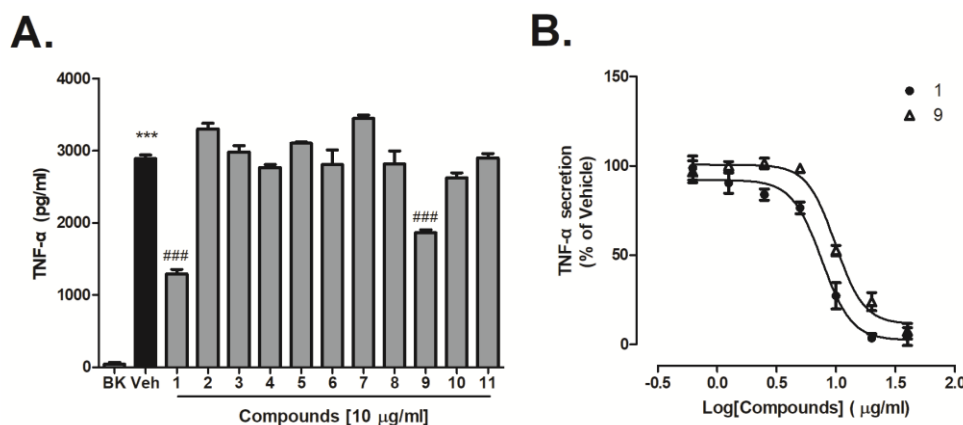 A.
TNF-α (pg/ml)
4000
3000
2000
1000
0
***
###
###
BK Veh 1 2 3 4 5 6 7 8 9 10 11
Compounds [10 μg/ml]
B.
TNF-α secretion
(% of Vehicle)
150
100
50
0
1
9
-0.5 0.0 0.5 1.0 1.5 2.0
Log[Compounds] ( μg/ml)